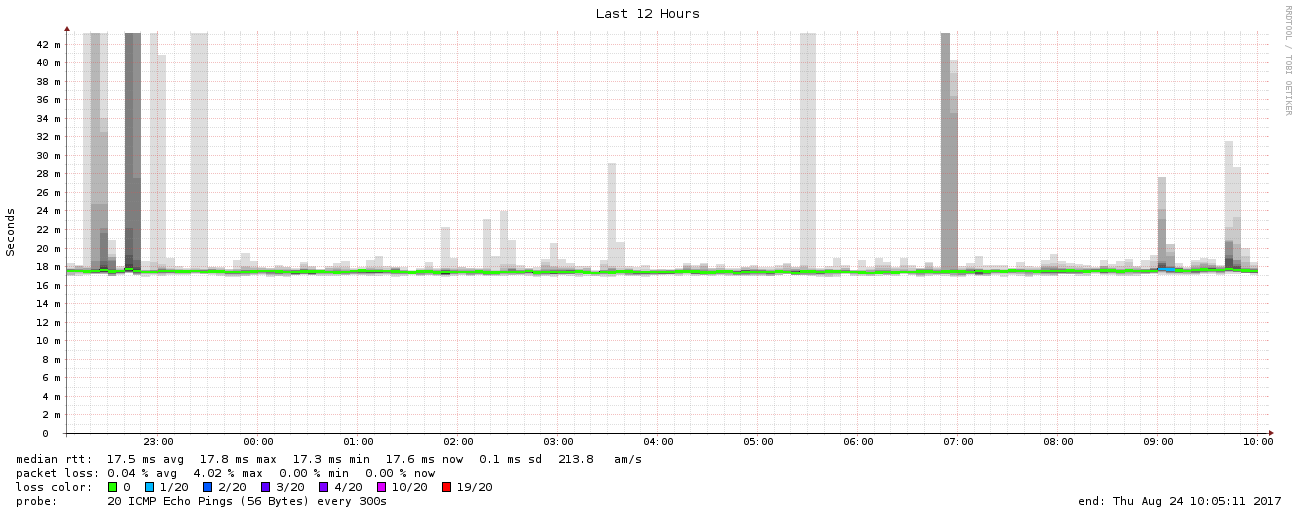 Last 12 Hours
RRDTOOL / TOBI OETIKER
Seconds
42 m
40 m
38 m
36 m
34 m
32 m
30 m
28 m
26 m
24 m
22 m
20 m
18 m
16 m
14 m
12 m
10 m
8 m
6 m
4 m
2 m
0
23:00 00:00 01:00 02:00 03:00 04:00 05:00 06:00 07:00 08:00 09:00 10:00
median rtt: 17.5 ms avg 17.8 ms max 17.3 ms min 17.6 ms now 0.1 ms sd 213.8 am/s
packet loss: 0.04 % avg 4.02 % max 0.00 % min 0.00 % now
loss color: 0 1/20 2/20 3/20 4/20 10/20 19/20
probe: 20 ICMP Echo Pings (56 Bytes) every 300s end: Thu Aug 24 10:05:11 2017